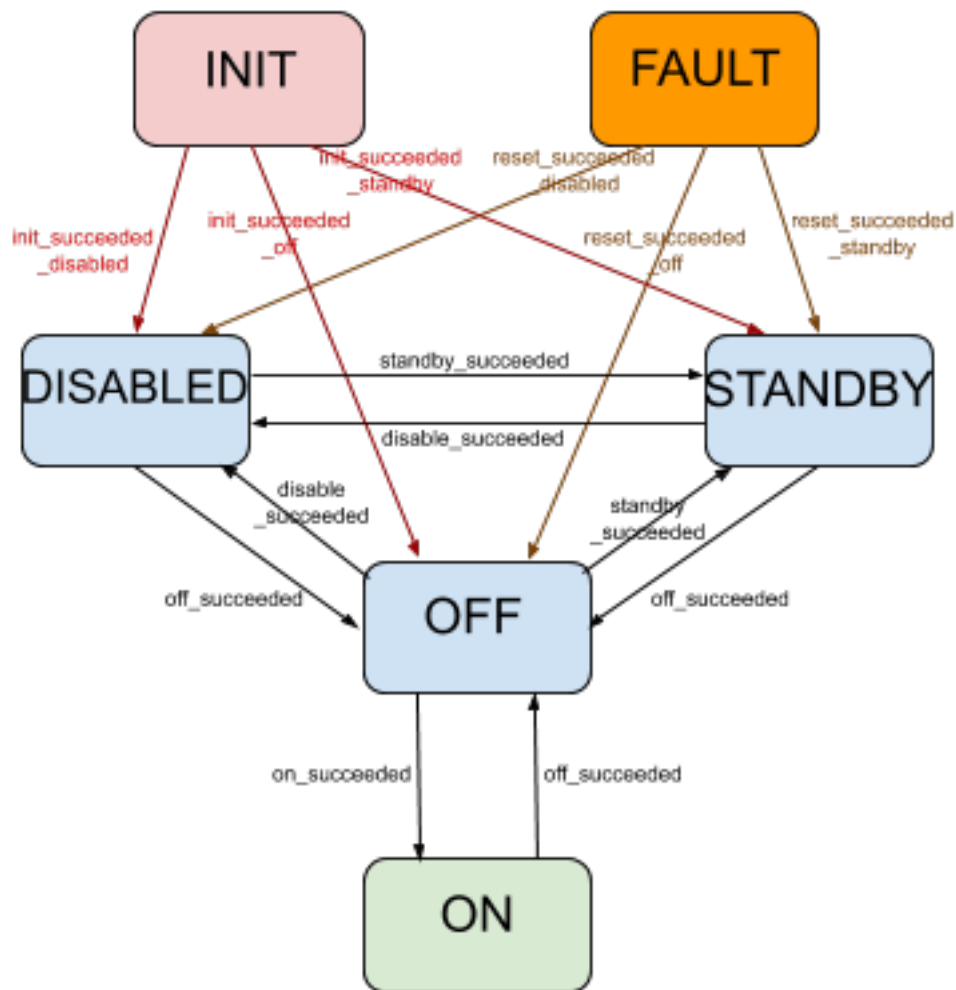 INIT
FAULT
init_succeeded
_standby
reset_succeeded
_disabled
init_succeeded
_disabled
init_succeeded
_off
reset_succeeded
_off
reset_succeeded
_standby
DISABLED
standby_succeeded
STANDBY
disable_succeeded
disable
_succeeded
standby
_succeeded
off_succeeded
OFF
off_succeeded
on_succeeded
off_succeeded
ON